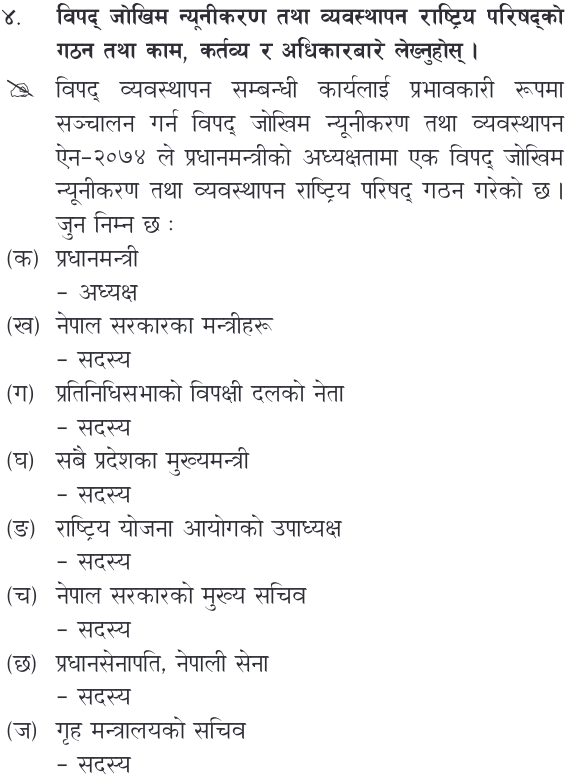 ४. विपद् जोखिम न्यूनीकरण तथा व्यवस्थापन राष्ट्रिय परिषद्को
गठन तथा काम, कर्तव्य र अधिकारबारे लेख्नुहोस् ।
विपद् व्यवस्थापन सम्बन्धी कार्यलाई प्रभावकारी रूपमा
सञ्चालन गर्न विपद् जोखिम न्यूनीकरण तथा व्यवस्थापन
ऐन–२०७४ ले प्रधानमन्त्रीको अध्यक्षतामा एक विपद् जोखिम
न्यूनीकरण तथा व्यवस्थापन राष्ट्रिय परिषद् गठन गरेको छ ।
जुन निम्न छ :
(क) प्रधानमन्त्री
– अध्यक्ष
(ख) नेपाल सरकारका मन्त्रीहरू
– सदस्य
(ग) प्रतिनिधिसभाको विपक्षी दलको नेता
– सदस्य
(घ) सबै प्रदेशका मुख्यमन्त्री
– सदस्य
(ङ) राष्ट्रिय योजना आयोगको उपाध्यक्ष
– सदस्य
(च) नेपाल सरकारको मुख्य सचिव
– सदस्य
(छ) प्रधानसेनापति, नेपाली सेना
– सदस्य
(ज) गृह मन्त्रालयको सचिव
– सदस्य